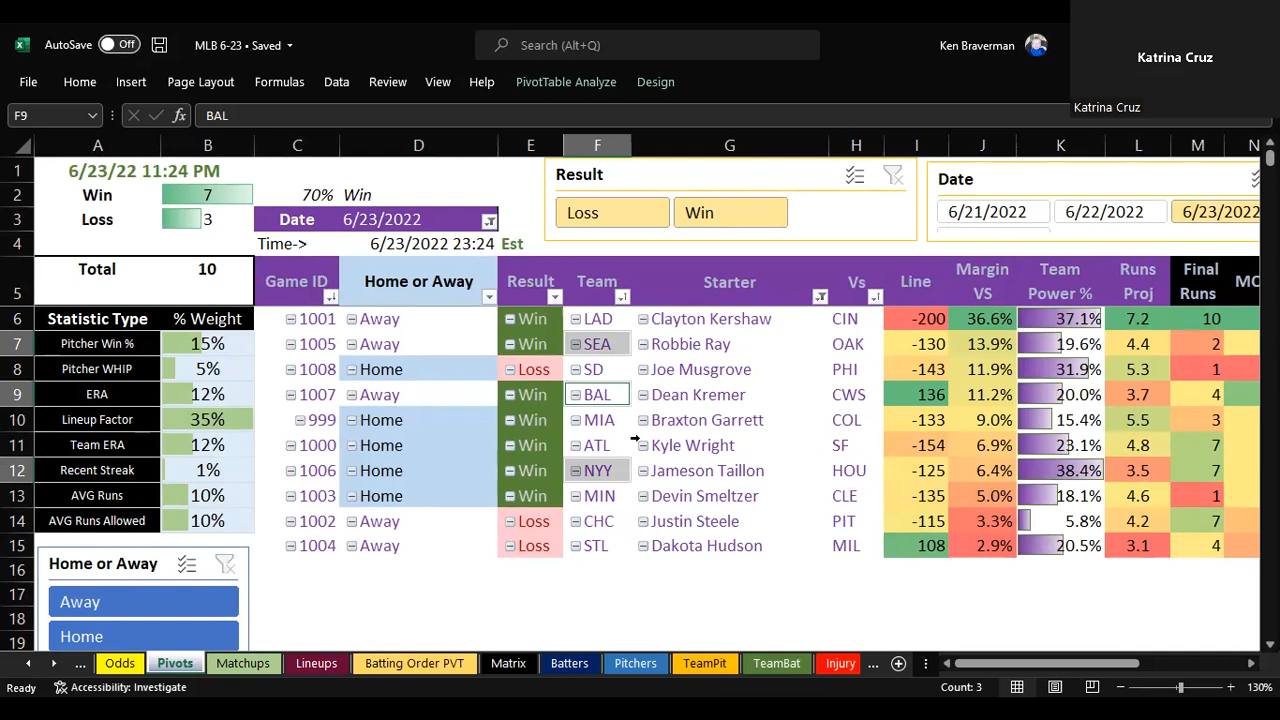 AutoSave Off MLB 6-23 • Saved Search (Alt+Q) Ken Braverman Katrina Cruz
File Home Insert Page Layout Formulas Data Review View Help PivotTable Analyze Design Katrina Cruz
F9 fx BAL
A B C D E F G H I J K L M N
1 6/23/22 11:24 PM Result Date
2 Win 7 70% Win Loss Win 6/21/2022 6/22/2022 6/23/2022
3 Loss 3 Date 6/23/2022
4 Time-> 6/23/2022 23:24 Est
5 Total 10 Game ID Home or Away Result Team Starter Vs Line Margin VS Team Power % Runs Proj Final Runs MO
6 Statistic Type % Weight 1001 Away Win LAD Clayton Kershaw CIN -200 36.6% 37.1% 7.2 10
7 Pitcher Win % 15% 1005 Away Win SEA Robbie Ray OAK -130 13.9% 19.6% 4.4 2
8 Pitcher WHIP 5% 1008 Home Loss SD Joe Musgrove PHI -143 11.9% 31.9% 5.3 1
9 ERA 12% 1007 Away Win BAL Dean Kremer CWS 136 11.2% 20.0% 3.7 4
10 Lineup Factor 35% 999 Home Win MIA Braxton Garrett COL -133 9.0% 15.4% 5.5 3
11 Team ERA 12% 1000 Home Win ATL Kyle Wright SF -154 6.9% 23.1% 4.8 7
12 Recent Streak 1% 1006 Home Win NYY Jameson Taillon HOU -125 6.4% 38.4% 3.5 7
13 AVG Runs 10% 1003 Home Win MIN Devin Smeltzer CLE -135 5.0% 18.1% 4.6 1
14 AVG Runs Allowed 10% 1002 Away Loss CHC Justin Steele PIT -115 3.3% 5.8% 4.2 7
15 1004 Away Loss STL Dakota Hudson MIL 108 2.9% 20.5% 3.1 4
16 Home or Away
17 Away
18
19 Home
... Odds Pivots Matchups Lineups Batting Order PVT Matrix Batters Pitchers TeamPit TeamBat Injury ...
Ready Accessibility: Investigate Count: 3 130%